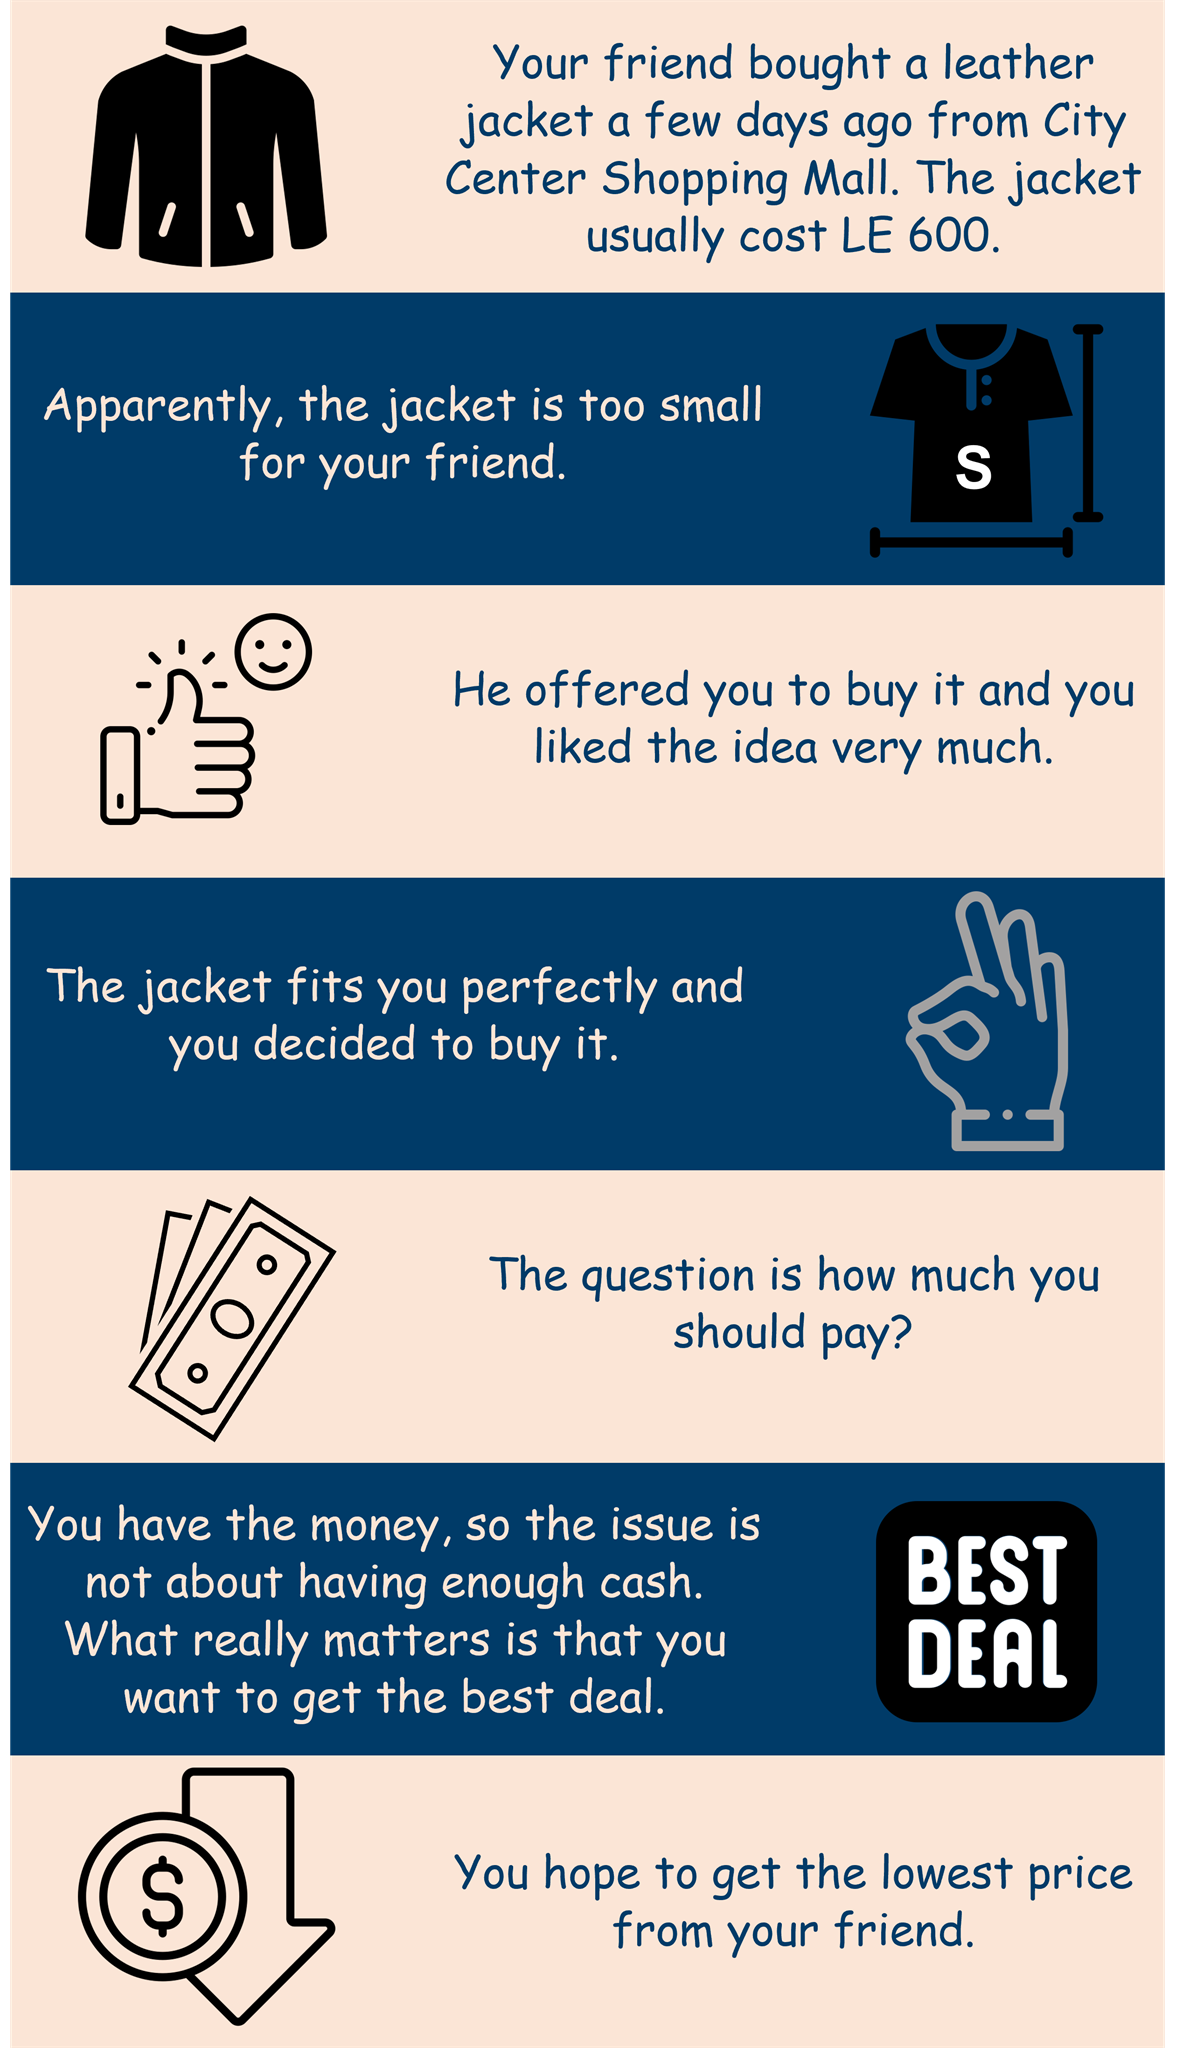 Your friend bought a leather
jacket a few days ago from City
Center Shopping Mall. The jacket
usually cost LE 600.
Apparently, the jacket is too small
for your friend.
S
He offered you to buy it and you
liked the idea very much.
The jacket fits you perfectly and
you decided to buy it.
The question is how much you
should pay?
You have the money, so the issue is
not about having enough cash.
What really matters is that you
want to get the best deal.
BEST
DEAL
$
You hope to get the lowest price
from your friend.